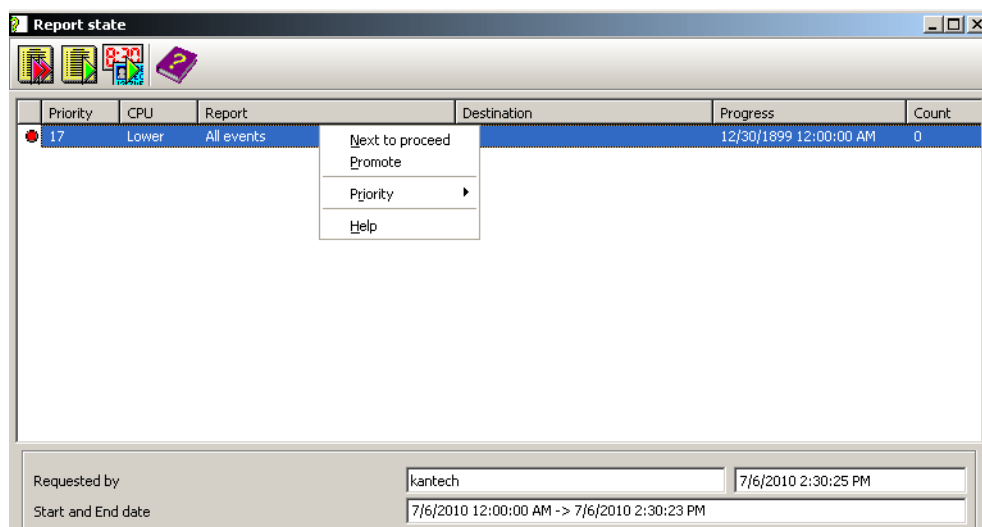 Report state
8:30
Priority CPU Report Destination Progress Count
17 Lower All events 12/30/1899 12:00:00 AM 0
Next to proceed
Promote
Priority
Help
Requested by kantech 7/6/2010 2:30:25 PM
Start and End date 7/6/2010 12:00:00 AM -> 7/6/2010 2:30:23 PM